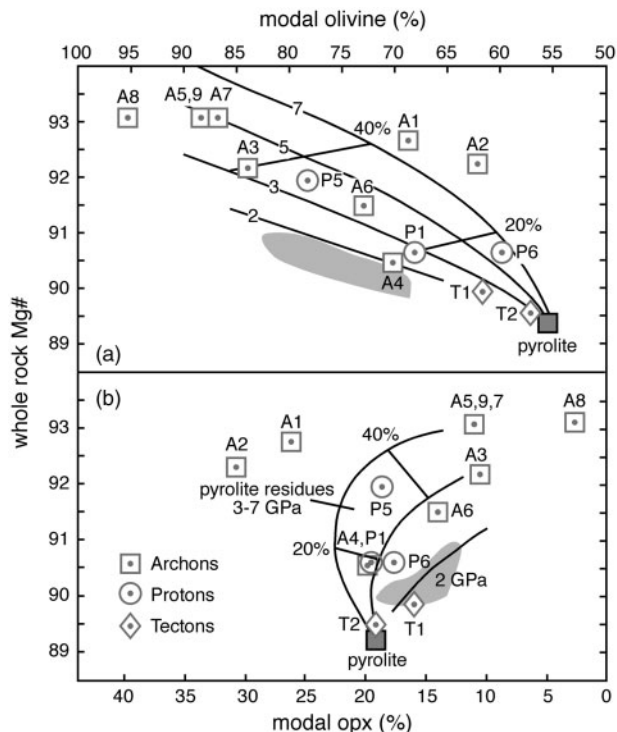 modal olivine (%)
100 95 90 85 80 75 70 65 60 55 50
whole rock Mg#
93
92
91
90
89
A8 A5,9 A7
7
40%
A1
A2
A3
5
P5
A6
3
2
P1
20%
P6
A4
T1
T2
pyrolite
(a)
(b)
93
92
91
90
89
A5,9,7
A8
A1
A2
40%
A3
pyrolite residues
3-7 GPa
P5
A6
20%
A4,P1
P6
2 GPa
Archons
Protons
Tectons
T2
T1
pyrolite
40 35 30 25 20 15 10 5 0
modal opx (%)